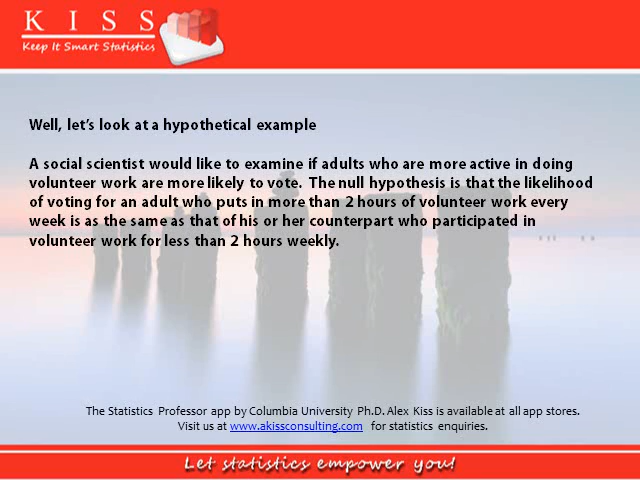 K I S S
Keep It Smart Statistics
Well, let's look at a hypothetical example
A social scientist would like to examine if adults who are more active in doing
volunteer work are more likely to vote. The null hypothesis is that the likelihood
of voting for an adult who puts in more than 2 hours of volunteer work every
week is as the same as that of his or her counterpart who participated in
volunteer work for less than 2 hours weekly.
The Statistics Professor app by Columbia University Ph.D. Alex Kiss is available at all app stores.
Visit us at www.akissconsulting.com for statistics enquiries.
Let statistics empower you!